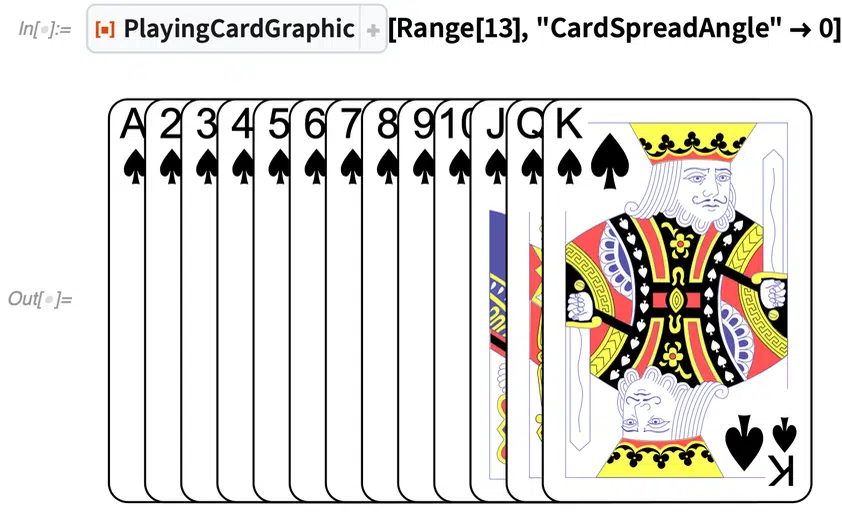 In[•]:= [▪] PlayingCardGraphic + [Range[13], "CardSpreadAngle" → 0]
A 2 3 4 5 6 7 8 9 10 J Q K
Out[•]=
K